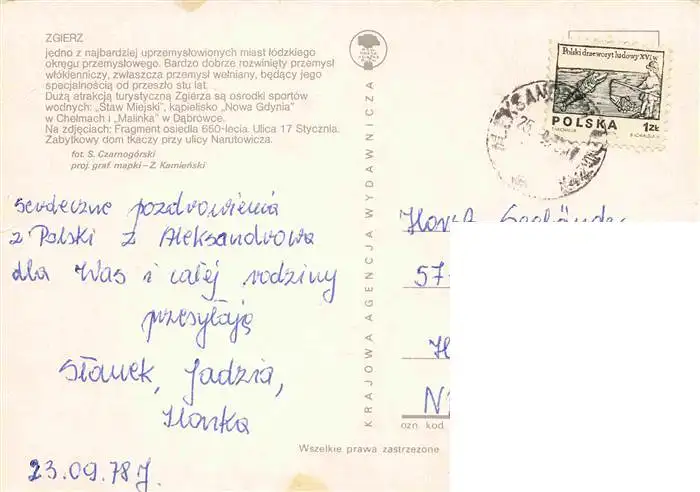 ZGIERZ
jedno z najbardziej uprzemysłowionych miast łódzkiego
okręgu przemysłowego. Bardzo dobrze rozwinięty przemysł
włókienniczy, zwłaszcza przemysł wełniany, będący jego
specjalnością od przeszło stu lat.
Dużą atrakcją turystyczną Zgierza są ośrodki sportów
wodnych: „Staw Miejski", kąpielisko „Nowa Gdynia"
w Chełmach i „Malinka" w Dąbrówce.
Na zdjęciach: Fragment osiedla 650-lecia. Ulica 17 Stycznia.
Zabytkowy dom tkaczy przy ulicy Narutowicza.
fot. S. Czarnogórski
proj. graf. mapki – Z. Kamieński
serdeczne pozdrowienia
z Polski z Aleksandrowa
dla Was i całej rodziny
przesyłają
Sławek, Jadzia,
Ilonka
23.09.78
KRAJOWA AGENCJA WYDAWNICZA
Polski drzeworyt ludowy XVI w.
POLSKA
1 ZŁ
57-
ozn. kod
Wszelkie prawa zastrzeżone